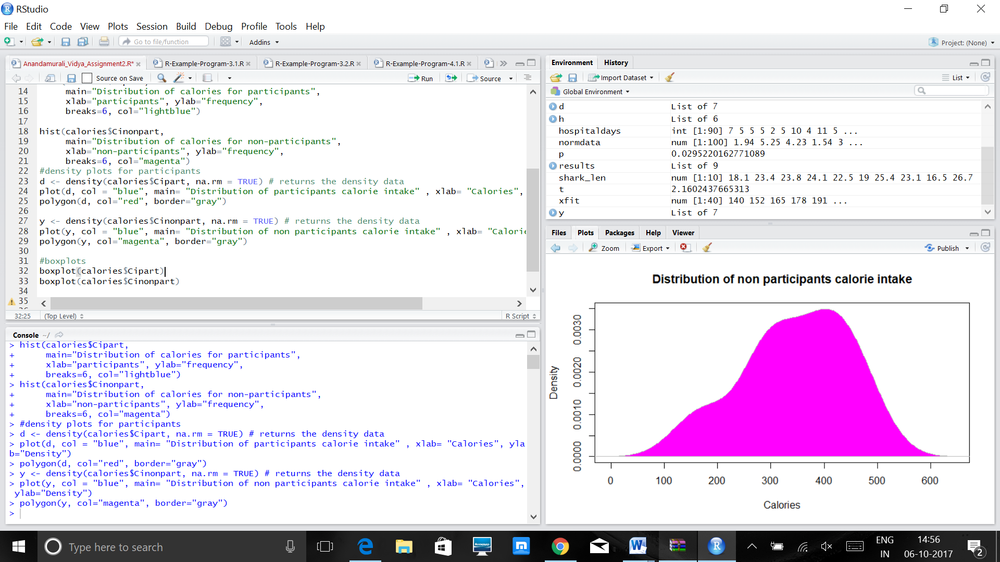 RStudio
File Edit Code View Plots Session Build Debug Profile Tools Help
Go to file/function Addins Project: (None)
Anandamurali_Vidya_Assignment2.R* R-Example-Program-3.1.R R-Example-Program-3.2.R R-Example-Program-4.1.R
Source on Save Run Source
14 main="Distribution of calories for participants",
15 xlab="participants", ylab="frequency",
16 breaks=6, col="lightblue")
17
18 hist(calories$Cinonpart,
19 main="Distribution of calories for non-participants",
20 xlab="non-participants", ylab="frequency",
21 breaks=6, col="magenta")
22 #density plots for participants
23 d <- density(calories$Cipart, na.rm = TRUE) # returns the density data
24 plot(d, col = "blue", main= "Distribution of participants calorie intake" , xlab= "Calories",
25 polygon(d, col="red", border="gray")
26
27 y <- density(calories$Cinonpart, na.rm = TRUE) # returns the density data
28 plot(y, col = "blue", main= "Distribution of non participants calorie intake" , xlab= "Calorie
29 polygon(y, col="magenta", border="gray")
30
31 #boxplots
32 boxplot(calories$Cipart)
33 boxplot(calories$Cinonpart)
34
35
32:25 (Top Level) R Script
Console ~/
> hist(calories$Cipart,
+ main="Distribution of calories for participants",
+ xlab="participants", ylab="frequency",
+ breaks=6, col="lightblue")
> hist(calories$Cinonpart,
+ main="Distribution of calories for non-participants",
+ xlab="non-participants", ylab="frequency",
+ breaks=6, col="magenta")
> #density plots for participants
> d <- density(calories$Cipart, na.rm = TRUE) # returns the density data
> plot(d, col = "blue", main= "Distribution of participants calorie intake" , xlab= "Calories", yla
b="Density")
> polygon(d, col="red", border="gray")
> y <- density(calories$Cinonpart, na.rm = TRUE) # returns the density data
> plot(y, col = "blue", main= "Distribution of non participants calorie intake" , xlab= "Calories",
ylab="Density")
> polygon(y, col="magenta", border="gray")
>
Environment History
Import Dataset List
Global Environment
d List of 7
h List of 6
hospitaldays int [1:90] 7 5 5 5 2 5 10 4 11 5 ...
normdata num [1:100] 1.94 5.25 4.23 1.54 3 ...
p 0.0295220162771089
results List of 9
shark_len num [1:10] 18.1 23.4 23.8 24.1 22.5 19 25.4 23.1 16.5 26.7
t 2.1602437665313
xfit num [1:40] 140 152 165 178 191 ...
y List of 7
Files Plots Packages Help Viewer
Zoom Export Publish
Distribution of non participants calorie intake
Density
0.0000 0.0010 0.0020 0.0030
0 100 200 300 400 500 600
Calories
Type here to search
lenovo
m
W
R
ENG
IN
14:56
06-10-2017
2